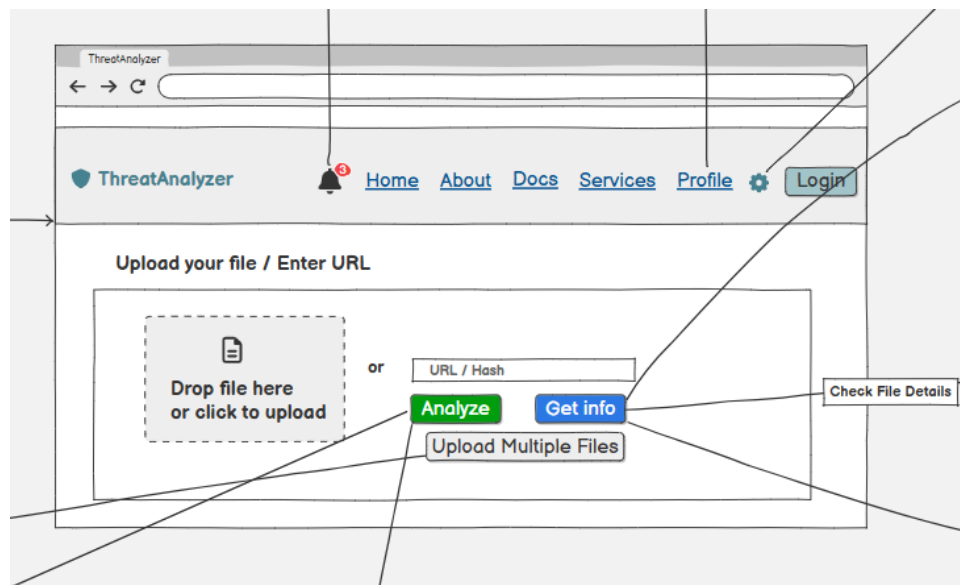 ThreatAnalyzer
ThreatAnalyzer 3 Home About Docs Services Profile Login
Upload your file / Enter URL
Drop file here
or click to upload
or
URL / Hash
Analyze Get info
Upload Multiple Files
Check File Details